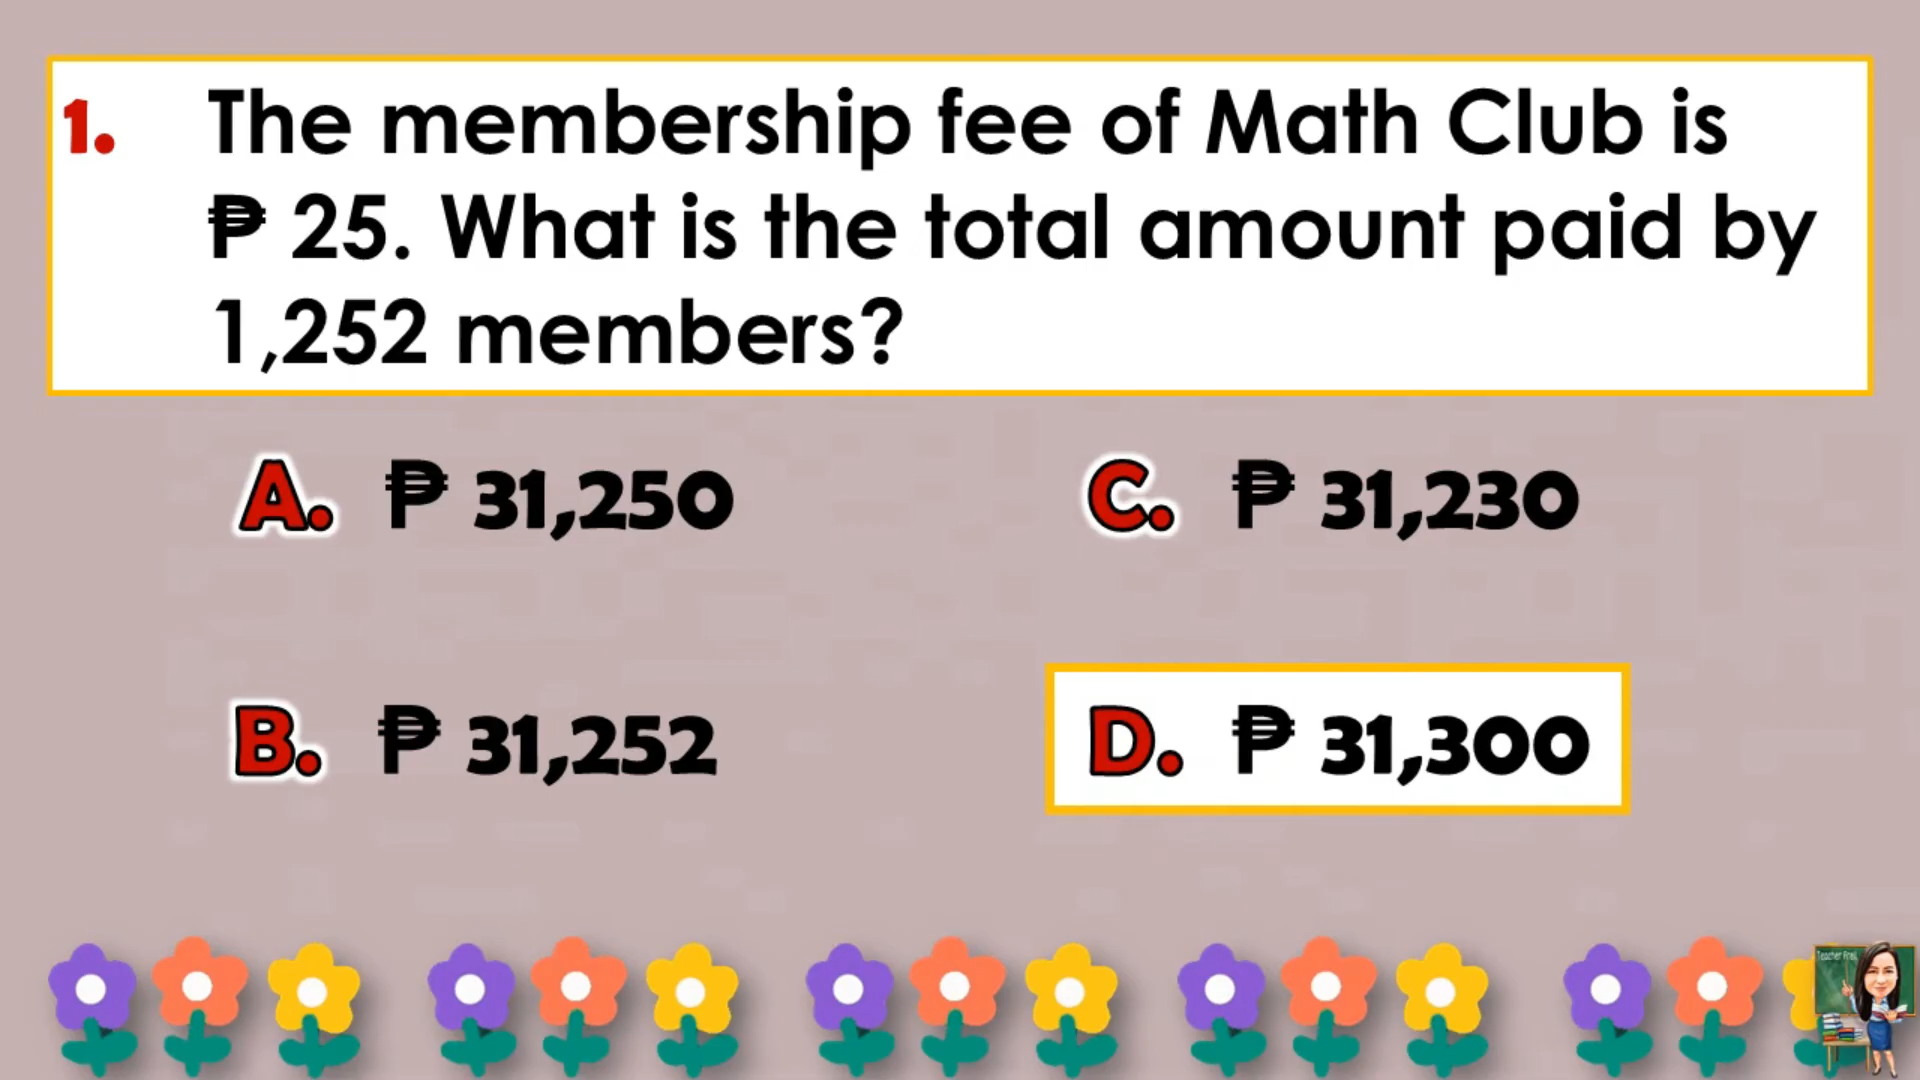 1. The membership fee of Math Club is
₱ 25. What is the total amount paid by
1,252 members?
A. ₱ 31,250
C. ₱ 31,230
B. ₱ 31,252
D. ₱ 31,300
Teacher